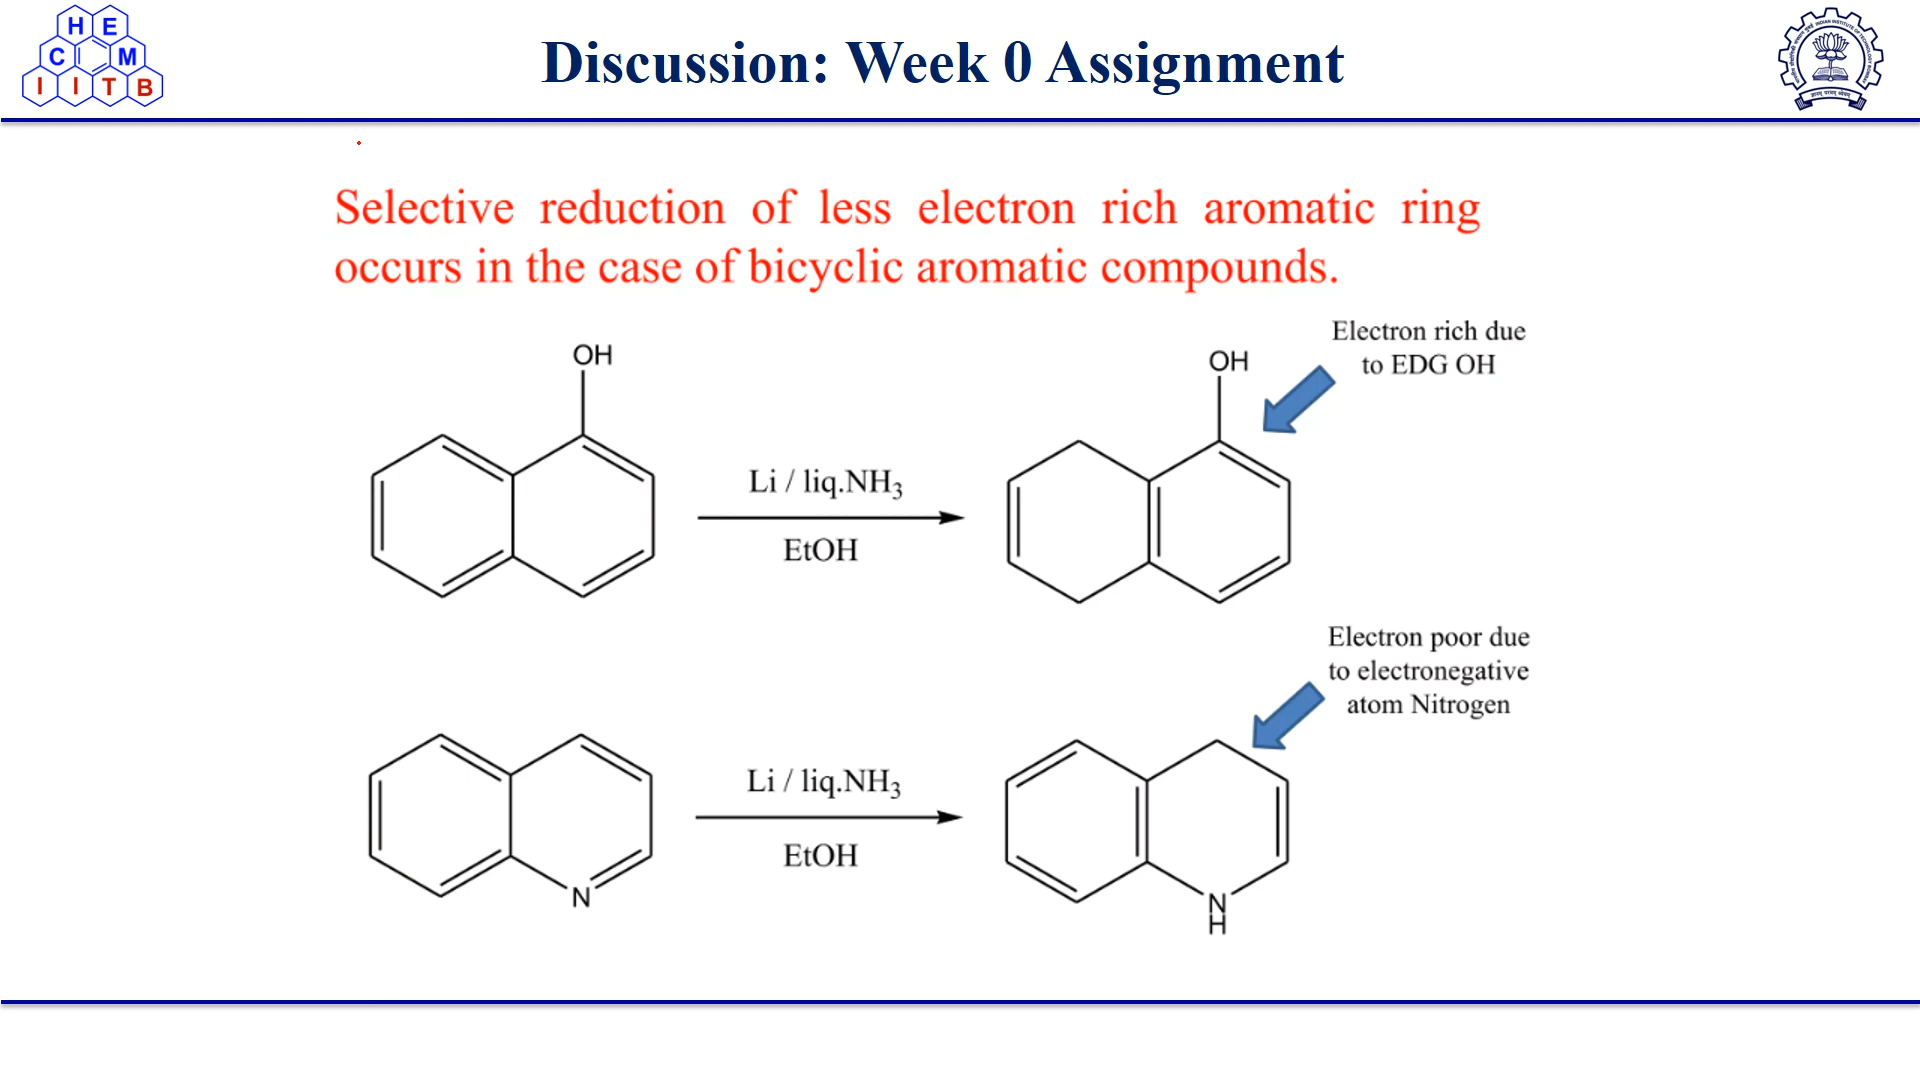 H E
C M
I I T B
Discussion: Week 0 Assignment
Selective reduction of less electron rich aromatic ring
occurs in the case of bicyclic aromatic compounds.
Electron rich due
to EDG OH
OH
OH
Li / liq.NH3
EtOH
Electron poor due
to electronegative
atom Nitrogen
Li / liq.NH3
EtOH
N
N
H